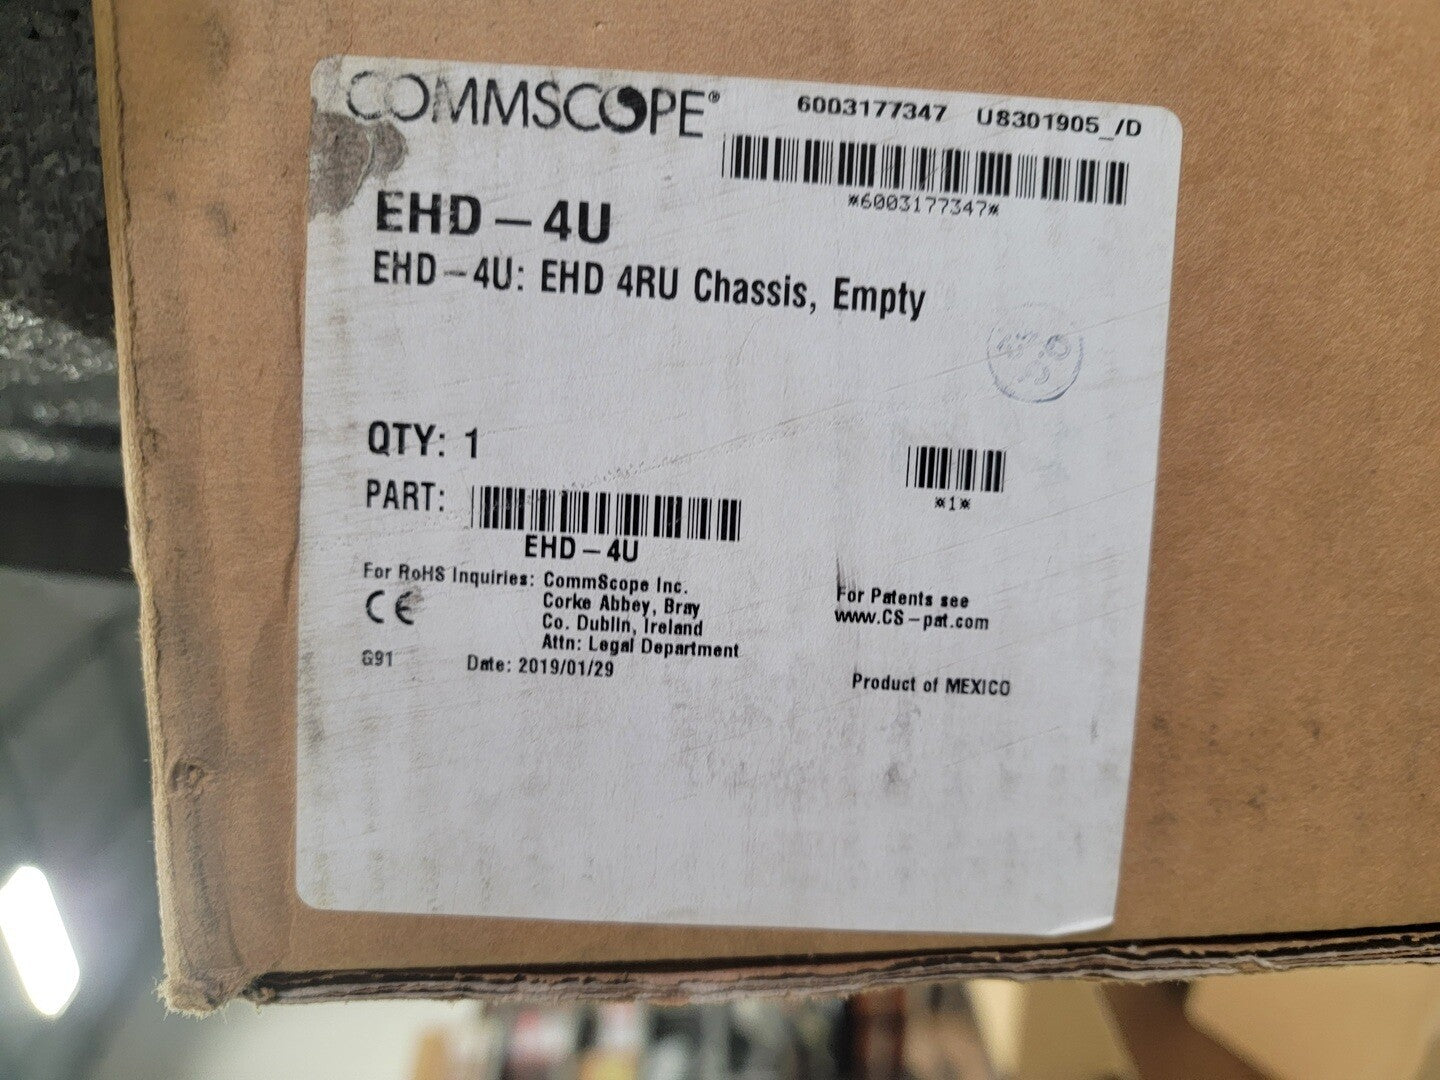 COMMSCOPE®
6003177347 U8301905_/D
*6003177347*
EHD-4U
EHD-4U: EHD 4RU Chassis, Empty
QTY: 1
*1*
PART:
EHD-4U
For RoHS Inquiries: CommScope Inc.
Corke Abbey, Bray
Co. Dublin, Ireland
Attn: Legal Department
CE
G91
Date: 2019/01/29
For Patents see
www.CS-pat.com
Product of MEXICO